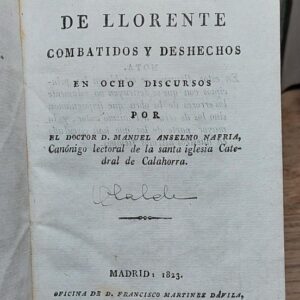 DE LLORENTE
COMBATIDOS Y DESHECHOS
EN OCHO DISCURSOS
POR
EL DOCTOR D. MANUEL ANSELMO NAFRIA,
Canónigo lectoral de la santa iglesia Cate-
dral de Calahorra.
MADRID: 1823.
OFICINA DE D. FRANCISCO MARTINEZ DÁVILA,